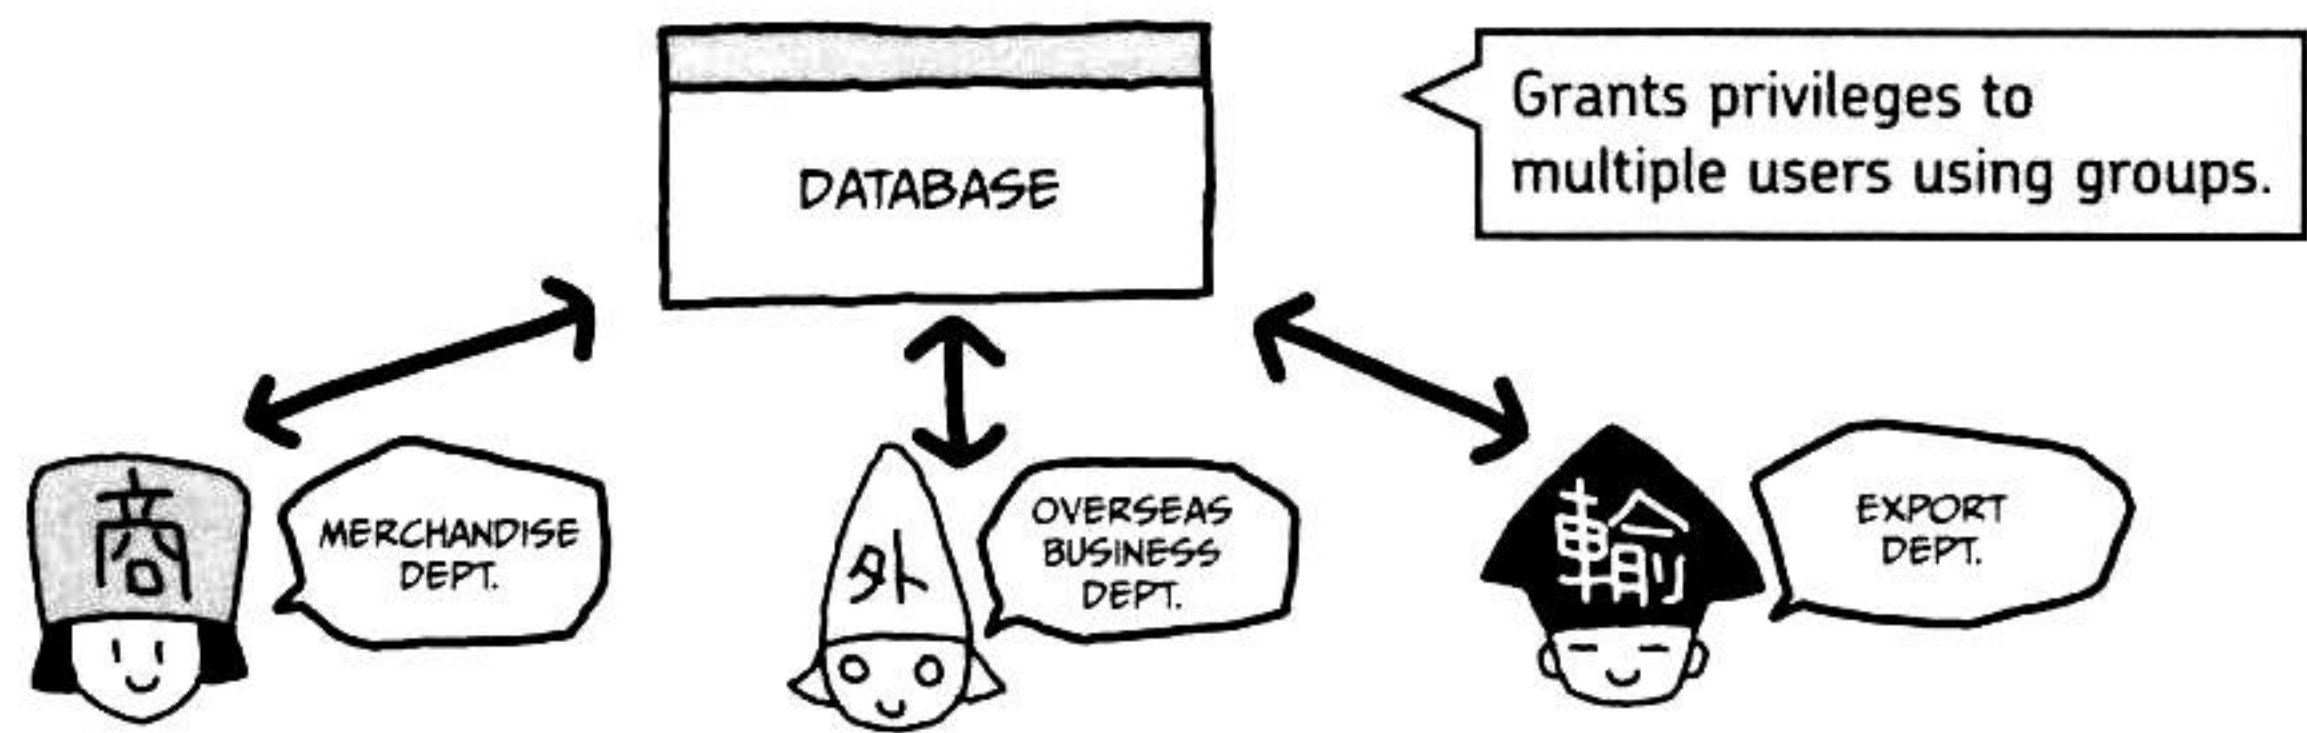 DATABASE
Grants privileges to
multiple users using groups.
商
MERCHANDISE
DEPT.
外
OVERSEAS
BUSINESS
DEPT.
輸
EXPORT
DEPT.